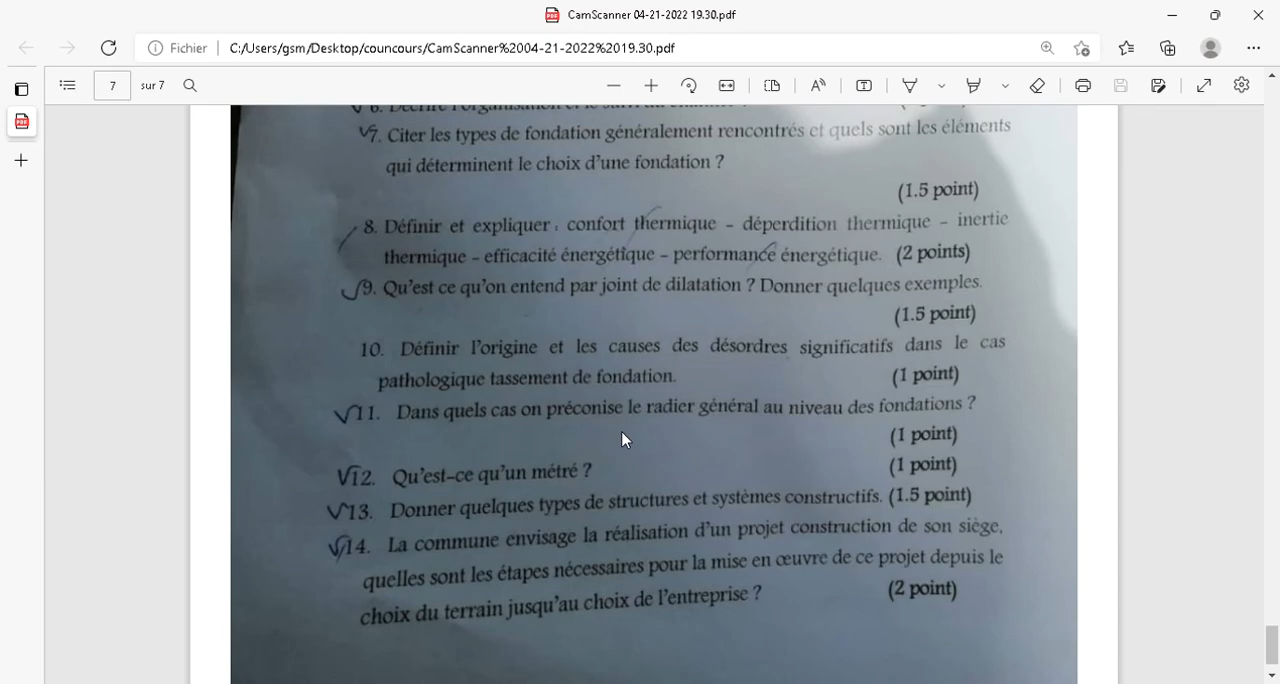 CamScanner 04-21-2022 19.30.pdf
Fichier C:/Users/gsm/Desktop/councours/CamScanner%2004-21-2022%2019.30.pdf
7 sur 7
7. Citer les types de fondation généralement rencontrés et quels sont les éléments
qui déterminent le choix d'une fondation ?
(1.5 point)
8. Définir et expliquer : confort thermique - déperdition thermique - inertie
thermique - efficacité énergétique - performance énergétique. (2 points)
9. Qu'est ce qu'on entend par joint de dilatation ? Donner quelques exemples.
(1.5 point)
10. Définir l'origine et les causes des désordres significatifs dans le cas
pathologique tassement de fondation. (1 point)
11. Dans quels cas on préconise le radier général au niveau des fondations ?
(1 point)
12. Qu'est-ce qu'un métré ? (1 point)
13. Donner quelques types de structures et systèmes constructifs. (1.5 point)
14. La commune envisage la réalisation d'un projet construction de son siège,
quelles sont les étapes nécessaires pour la mise en œuvre de ce projet depuis le
choix du terrain jusqu'au choix de l'entreprise ? (2 point)